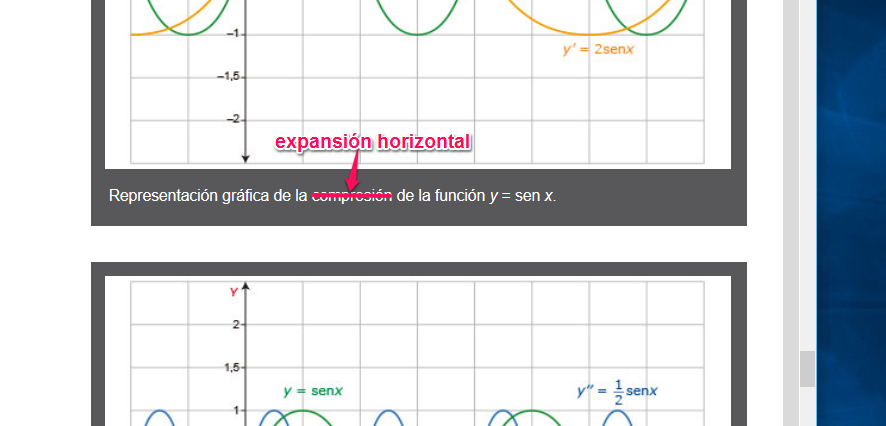 −1
y′ = 2senx
−1,5
−2
expansión horizontal
Representación gráfica de la compresión de la función y = sen x.
Y
2
1,5
y = senx
y″ = 1/2 senx
1